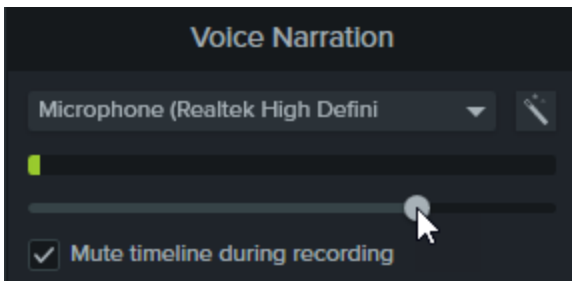 Voice Narration
Microphone (Realtek High Defini
Mute timeline during recording